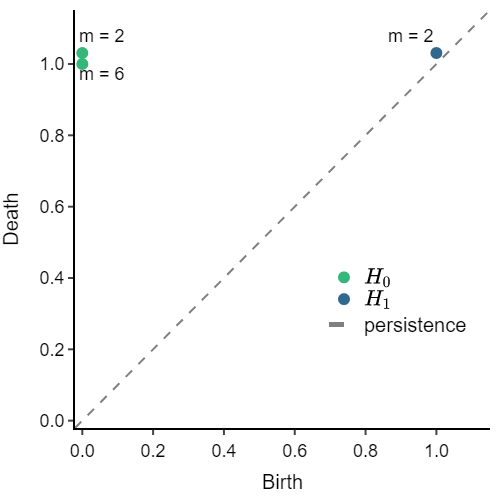 m = 2
m = 2
m = 6
1.0
0.8
0.6
0.4
0.2
0.0
Death
H₀
H₁
persistence
0.0 0.2 0.4 0.6 0.8 1.0
Birth